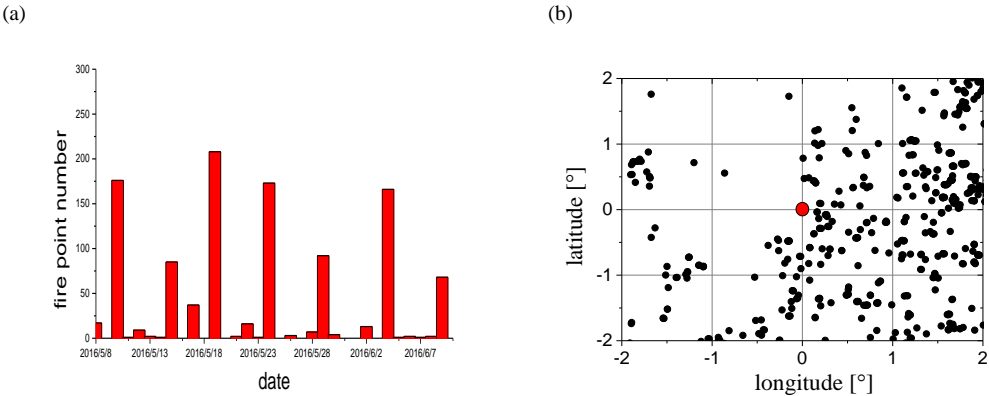 (a)
(b)
300
250
200
150
100
50
0
fire point number
2016/5/8 2016/5/13 2016/5/18 2016/5/23 2016/5/28 2016/6/2 2016/6/7
date
2
1
0
-1
-2
latitude [°]
-2 -1 0 1 2
longitude [°]